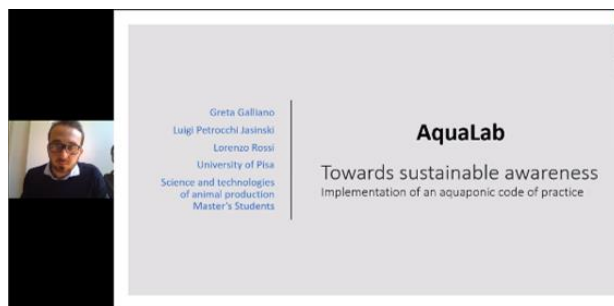 Greta Galliano
Luigi Petrocchi Jasinski
Lorenzo Rossi
University of Pisa
Science and technologies
of animal production
Master's Students
AquaLab
Towards sustainable awareness
Implementation of an aquaponic code of practice